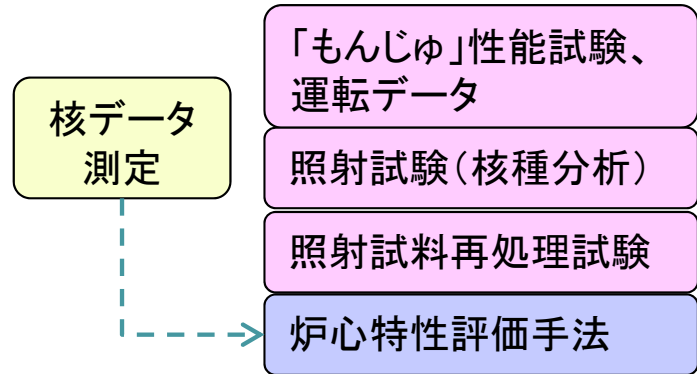 核データ
測定
「もんじゅ」性能試験、
運転データ
照射試験(核種分析)
照射試料再処理試験
炉心特性評価手法